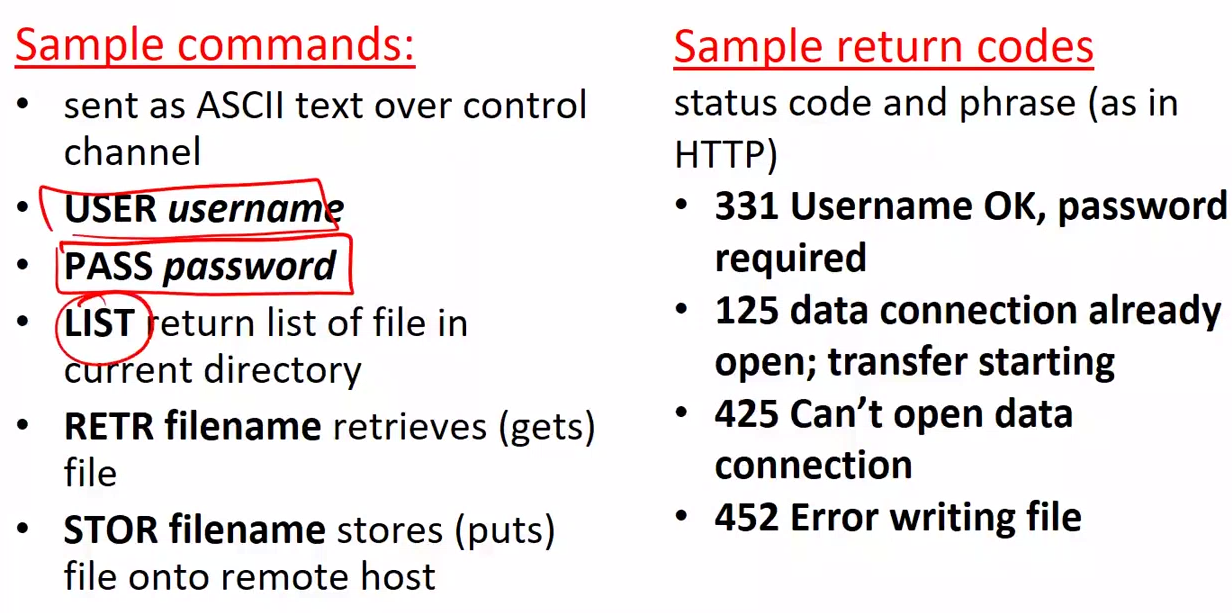 Sample commands:
• sent as ASCII text over control
channel
• USER username
• PASS password
• LIST return list of file in
current directory
• RETR filename retrieves (gets)
file
• STOR filename stores (puts)
file onto remote host
Sample return codes
status code and phrase (as in
HTTP)
• 331 Username OK, password
required
• 125 data connection already
open; transfer starting
• 425 Can’t open data
connection
• 452 Error writing file